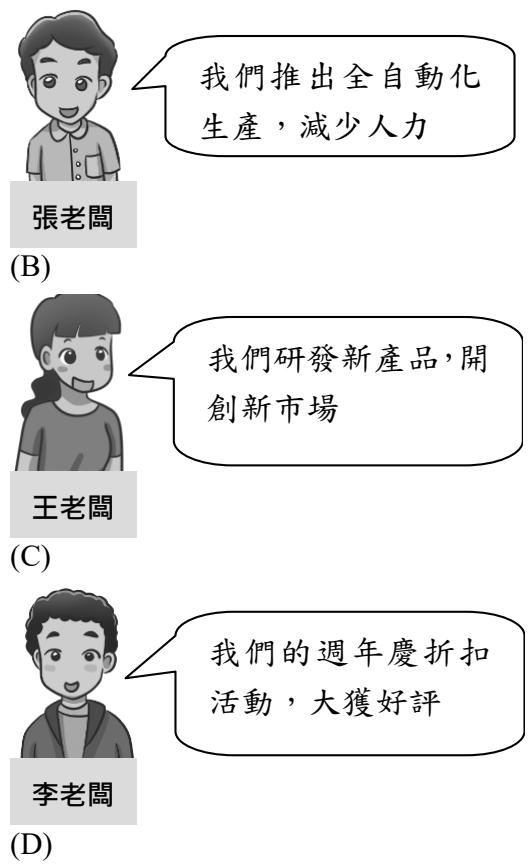 我們推出全自動化
生產，減少人力
張老闆
(B)
我們研發新產品，開
創新市場
王老闆
(C)
我們的週年慶折扣
活動，大獲好評
李老闆
(D)